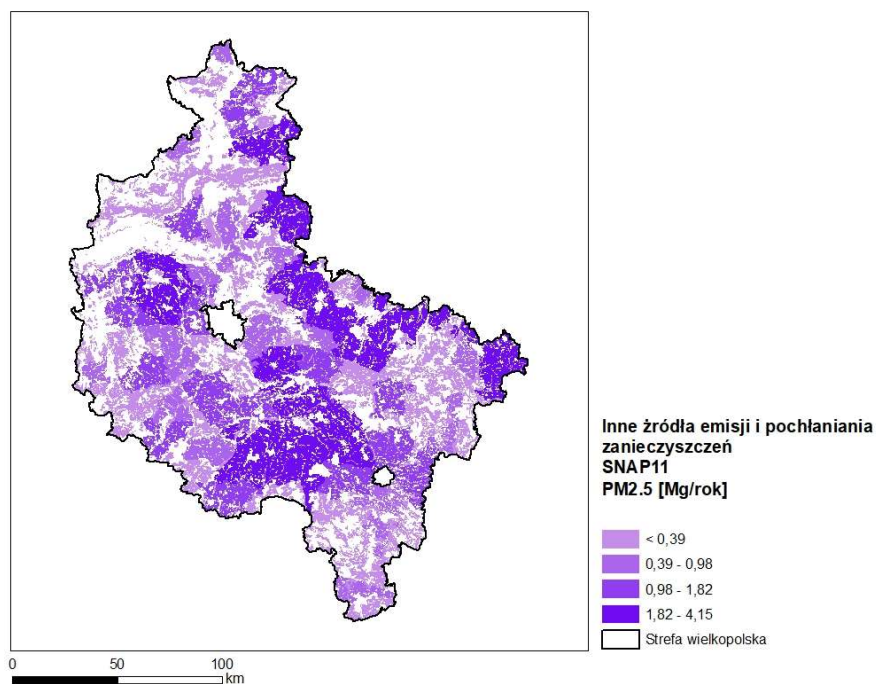 Inne źródła emisji i pochłaniania
zanieczyszczeń
SNAP11
PM2.5 [Mg/rok]
< 0,39
0,39 - 0,98
0,98 - 1,82
1,82 - 4,15
Strefa wielkopolska
0 50 100
km